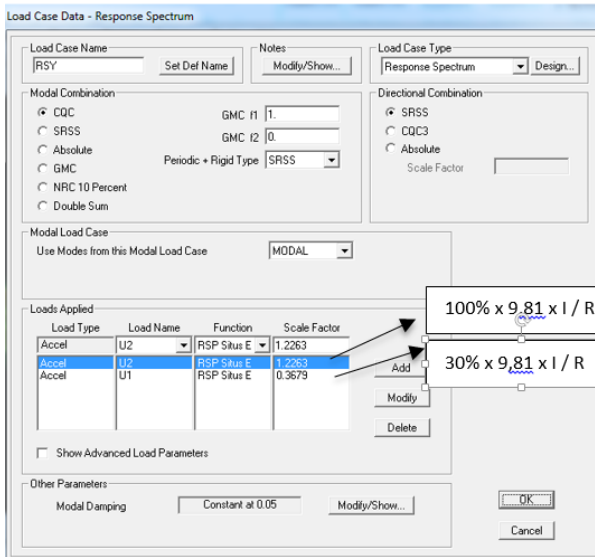 Load Case Data - Response Spectrum
Load Case Name
Notes
Load Case Type
RSY
Set Def Name
Modify/Show...
Response Spectrum
Design...
Modal Combination
Directional Combination
CQC
GMC f1
1.
SRSS
SRSS
GMC f2
0.
CQC3
Absolute
Periodic + Rigid Type
SRSS
Absolute
GMC
Scale Factor
NRC 10 Percent
Double Sum
Modal Load Case
Use Modes from this Modal Load Case
MODAL
100% x 9.81 x I / R
Loads Applied
Load Type Load Name Function Scale Factor
Accel U2 RSP Situs E 1.2263
Accel U2 RSP Situs E 1.2263
Accel U1 RSP Situs E 0.3679
30% x 9,81 x I / R
Add
Modify
Delete
Show Advanced Load Parameters
Other Parameters
Modal Damping
Constant at 0.05
Modify/Show...
OK
Cancel